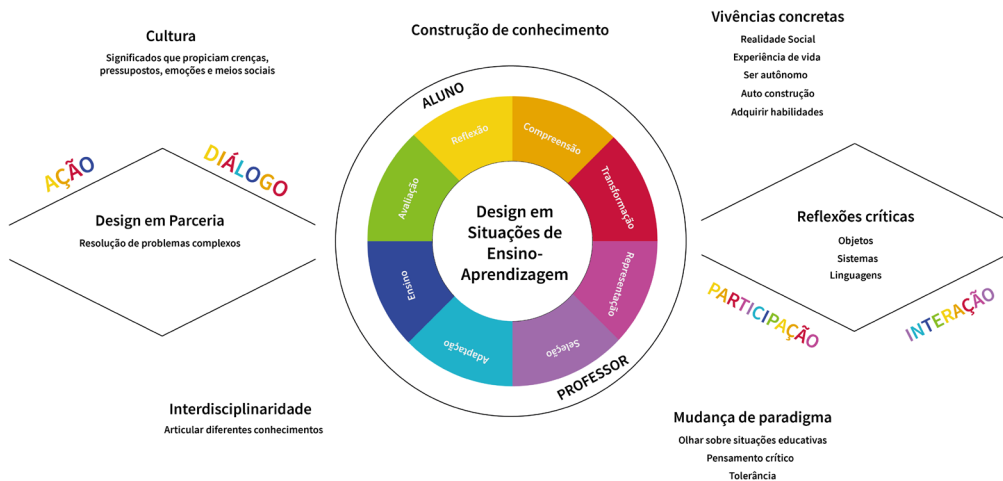 Cultura
Significados que propiciam crenças,
pressupostos, emoções e meios sociais
AÇÃO
DIÁLOGO
Design em Parceria
Resolução de problemas complexos
Interdisciplinaridade
Articular diferentes conhecimentos
Construção de conhecimento
ALUNO
Reflexão
Compreensão
Transformação
Representação
Seleção
Adaptação
Ensino
Avaliação
Design em
Situações de
Ensino-
Aprendizagem
PROFESSOR
Vivências concretas
Realidade Social
Experiência de vida
Ser autônomo
Auto construção
Adquirir habilidades
Reflexões críticas
Objetos
Sistemas
Linguagens
PARTICIPAÇÃO
INTERAÇÃO
Mudança de paradigma
Olhar sobre situações educativas
Pensamento crítico
Tolerância